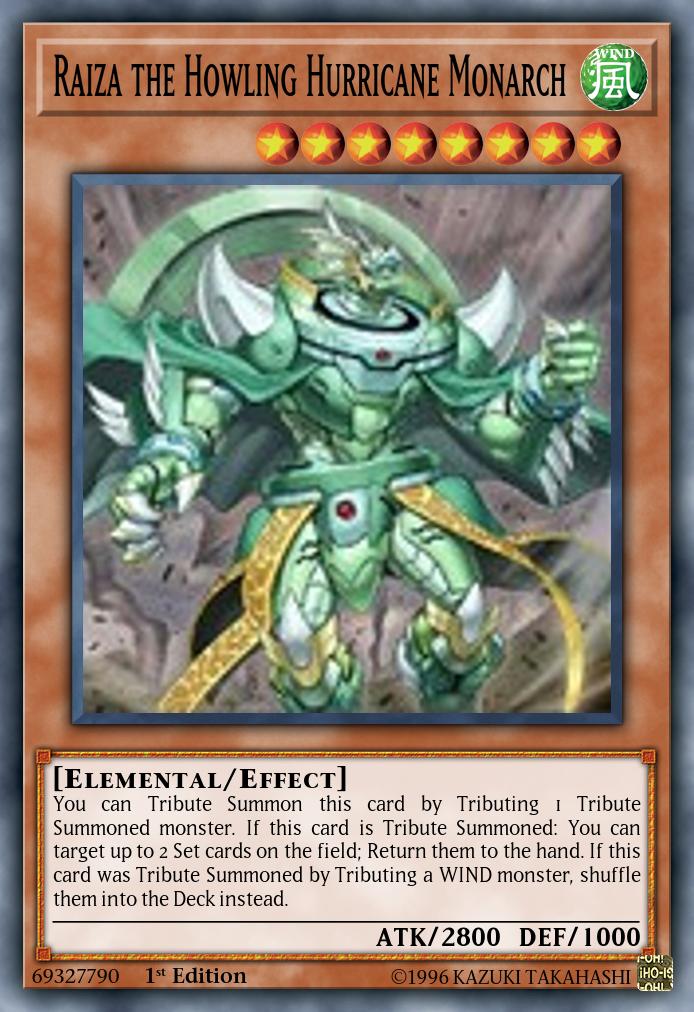 Raiza the Howling Hurricane Monarch
WIND
風
[Elemental/Effect]
You can Tribute Summon this card by Tributing 1 Tribute
Summoned monster. If this card is Tribute Summoned: You can
target up to 2 Set cards on the field; Return them to the hand. If this
card was Tribute Summoned by Tributing a WIND monster, shuffle
them into the Deck instead.
ATK/2800 DEF/1000
69327790 1st Edition ©1996 KAZUKI TAKAHASHI